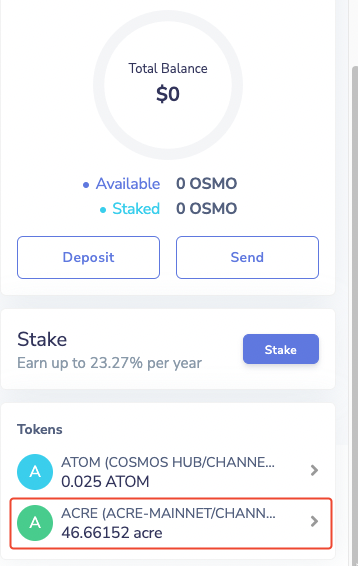 Total Balance
$0
Available 0 OSMO
Staked 0 OSMO
Deposit Send
Stake
Earn up to 23.27% per year
Stake
Tokens
A ATOM (COSMOS HUB/CHANNE...
0.025 ATOM
A ACRE (ACRE-MAINNET/CHANN...
46.66152 acre